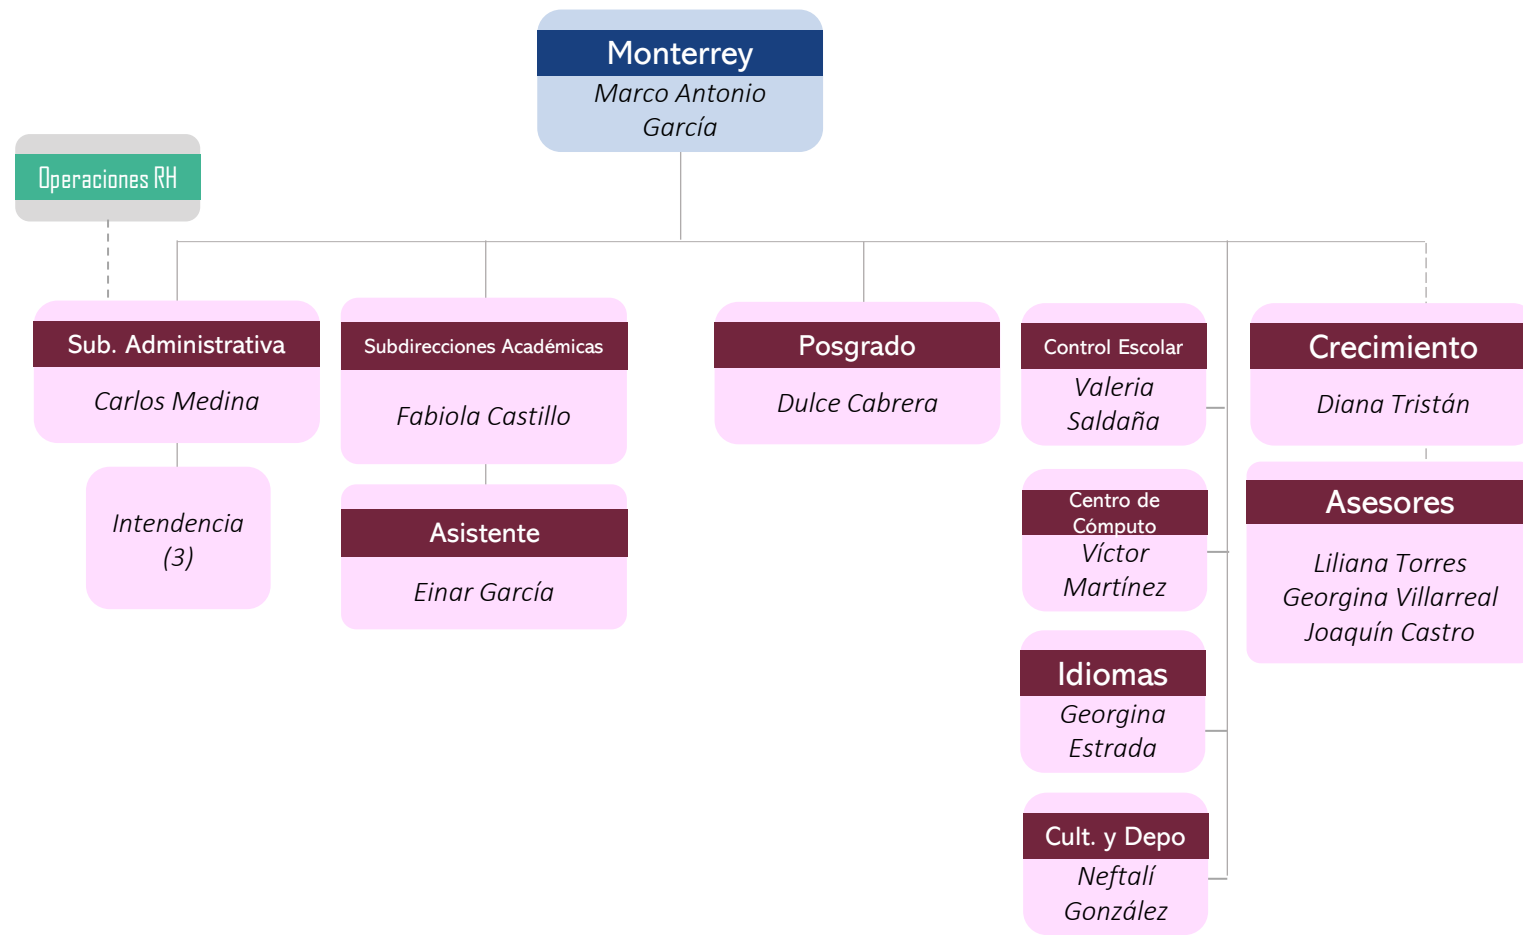 Monterrey
Marco Antonio
García
Operaciones RH
Sub. Administrativa
Carlos Medina
Intendencia
(3)
Subdirecciones Académicas
Fabiola Castillo
Asistente
Einar García
Posgrado
Dulce Cabrera
Control Escolar
Valeria
Saldaña
Centro de
Cómputo
Víctor
Martínez
Idiomas
Georgina
Estrada
Cult. y Depo
Neftalí
González
Crecimiento
Diana Tristán
Asesores
Liliana Torres
Georgina Villarreal
Joaquín Castro